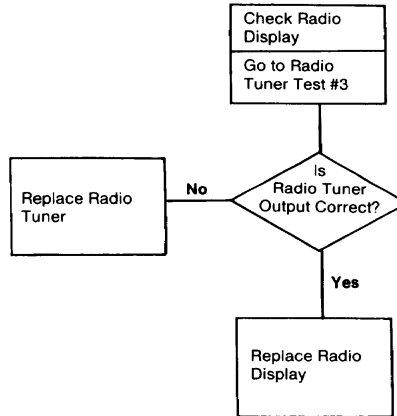 Check Radio
Display
Go to Radio
Tuner Test #3
Is
Radio Tuner
Output Correct?
No
Replace Radio
Tuner
Yes
Replace Radio
Display